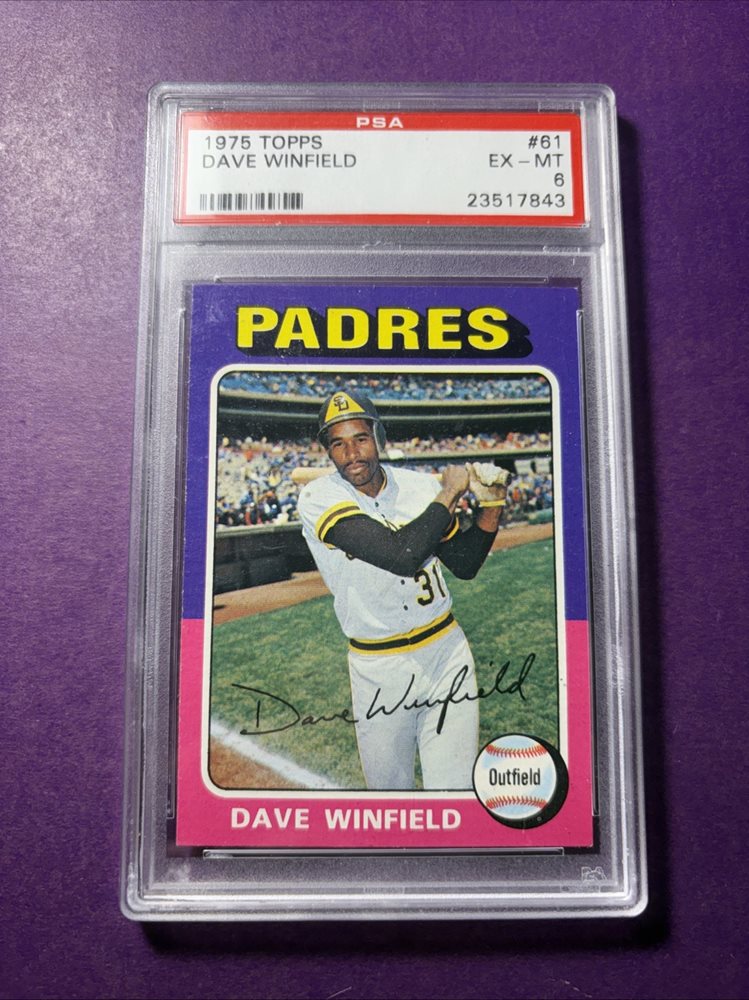 PSA
1975 TOPPS #61
DAVE WINFIELD EX – MT
6
23517843
PADRES
SD
31
Dave Winfield
Outfield
DAVE WINFIELD